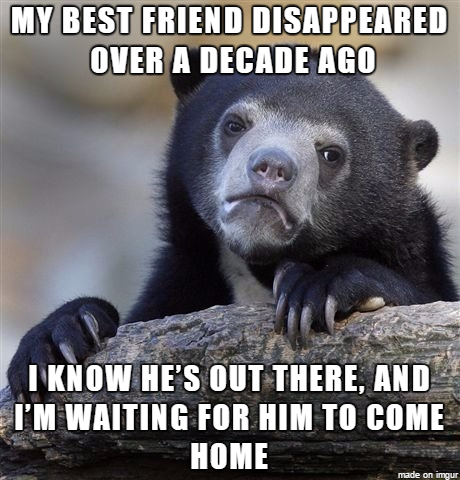 MY BEST FRIEND DISAPPEARED
OVER A DECADE AGO
I KNOW HE'S OUT THERE, AND
I'M WAITING FOR HIM TO COME
HOME
made on imgur